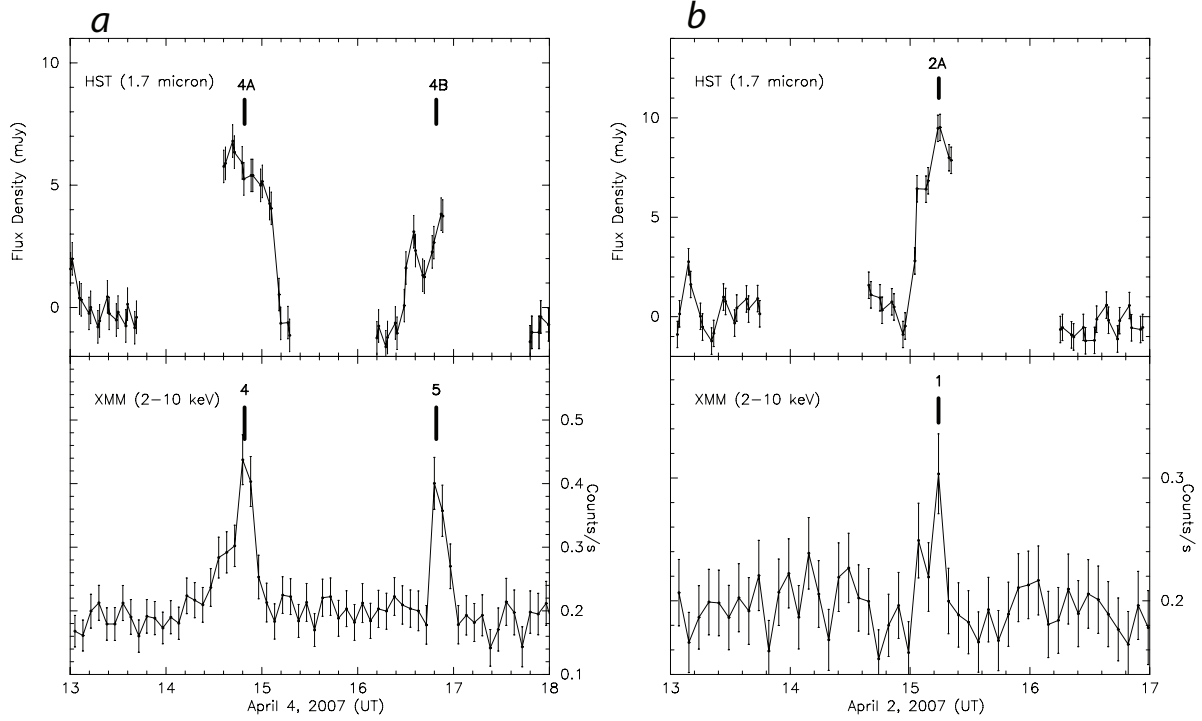 a
HST (1.7 micron)
4A
4B
10
5
0
Flux Density (mJy)
XMM (2−10 keV)
4
5
0.5
0.4
0.3
0.2
0.1
Counts/s
13 14 15 16 17 18
April 4, 2007 (UT)
b
HST (1.7 micron)
2A
10
5
0
Flux Density (mJy)
XMM (2−10 keV)
1
0.3
0.2
Counts/s
13 14 15 16 17
April 2, 2007 (UT)